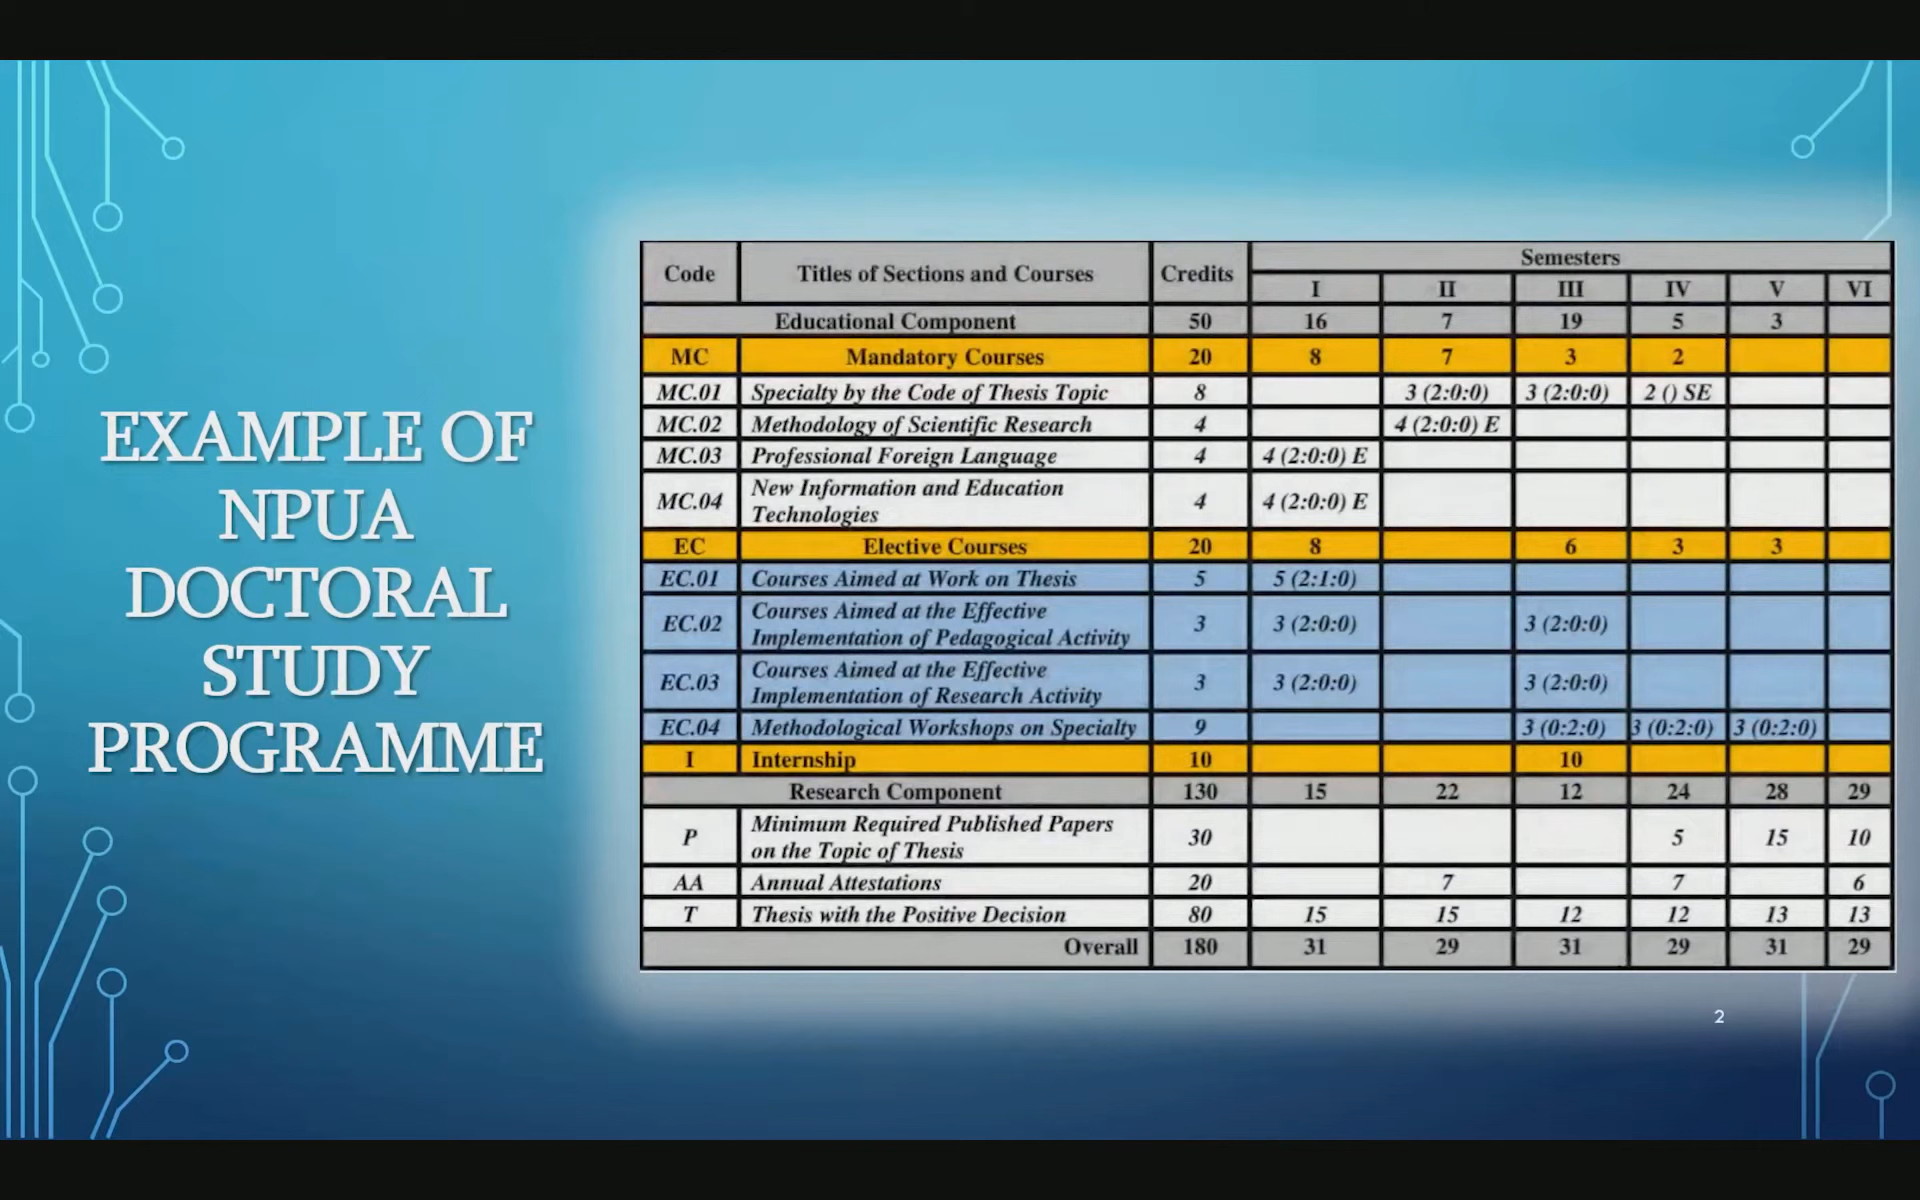 EXAMPLE OF
NPUA
DOCTORAL
STUDY
PROGRAMME
Code Titles of Sections and Courses Credits Semesters
I II III IV V VI
Educational Component 50 16 7 19 5 3
MC Mandatory Courses 20 8 7 3 2
MC.01 Specialty by the Code of Thesis Topic 8 3 (2:0:0) 3 (2:0:0) 2 () SE
MC.02 Methodology of Scientific Research 4 4 (2:0:0) E
MC.03 Professional Foreign Language 4 4 (2:0:0) E
MC.04 New Information and Education
Technologies 4 4 (2:0:0) E
EC Elective Courses 20 8 6 3 3
EC.01 Courses Aimed at Work on Thesis 5 5 (2:1:0)
EC.02 Courses Aimed at the Effective
Implementation of Pedagogical Activity 3 3 (2:0:0) 3 (2:0:0)
EC.03 Courses Aimed at the Effective
Implementation of Research Activity 3 3 (2:0:0) 3 (2:0:0)
EC.04 Methodological Workshops on Specialty 9 3 (0:2:0) 3 (0:2:0) 3 (0:2:0)
I Internship 10 10
Research Component 130 15 22 12 24 28 29
P Minimum Required Published Papers
on the Topic of Thesis 30 5 15 10
AA Annual Attestations 20 7 7 6
T Thesis with the Positive Decision 80 15 15 12 12 13 13
Overall 180 31 29 31 29 31 29
2